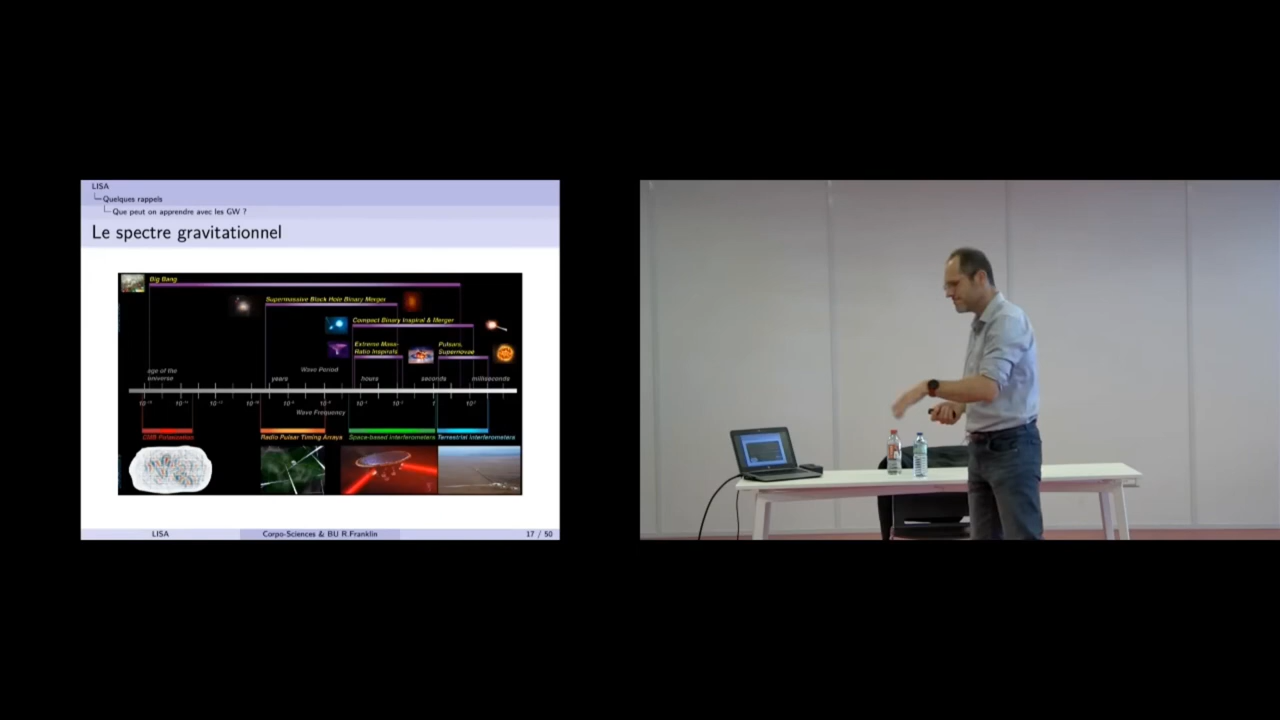 LISA
Quelques rappels
Que peut on apprendre avec les GW ?
Le spectre gravitationnel
Big Bang
Supermassive Black Hole Binary Merger
Compact Binary Inspiral & Merger
Extreme Mass-
Ratio Inspirals
Pulsars,
Supernovae
age of the
universe
Wave Period
years
hours
seconds
milliseconds
Wave Frequency
CMB Polarization
Radio Pulsar Timing Arrays
Space-based interferometers
Terrestrial interferometers
LISA
Corpo-Sciences & BU R.Franklin
17 / 50